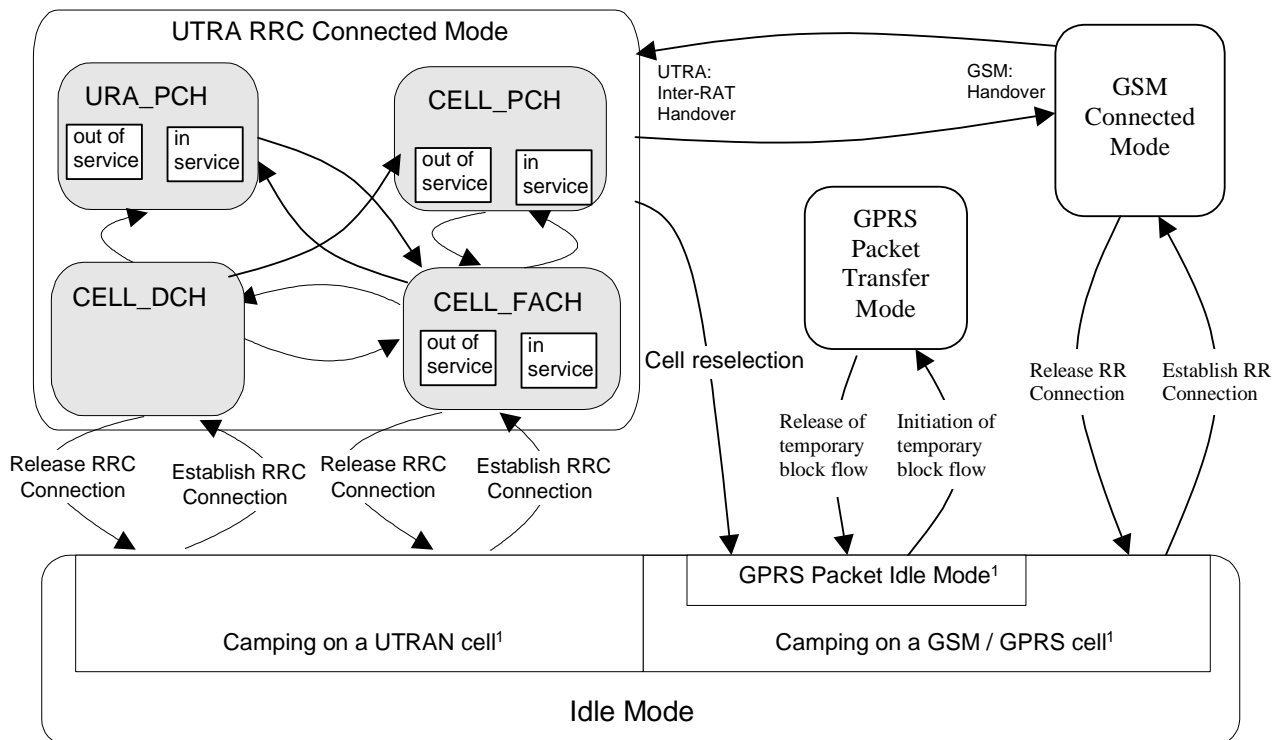 UTRA RRC Connected Mode
URA_PCH
out of
service
in
service
CELL_PCH
out of
service
in
service
CELL_DCH
CELL_FACH
out of
service
in
service
UTRA:
Inter-RAT
Handover
GSM:
Handover
GSM
Connected
Mode
GPRS
Packet
Transfer
Mode
Cell reselection
Release of
temporary
block flow
Initiation of
temporary
block flow
Release RR
Connection
Establish RR
Connection
Release RRC
Connection
Establish RRC
Connection
Release RRC
Connection
Establish RRC
Connection
GPRS Packet Idle Mode¹
Camping on a UTRAN cell¹
Camping on a GSM / GPRS cell¹
Idle Mode